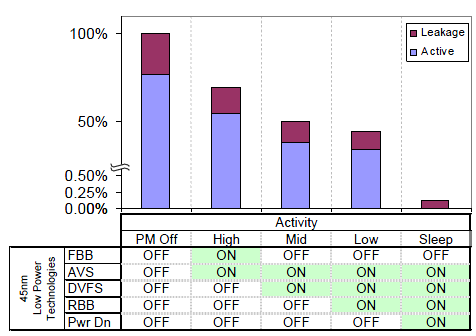 100%
50%
0.50%
0.25%
0.00%
Leakage
Active
Activity
PM Off High Mid Low Sleep
45nm
Low Power
Technologies
FBB OFF ON OFF OFF OFF
AVS OFF ON ON ON ON
DVFS OFF OFF ON ON ON
RBB OFF OFF OFF ON ON
Pwr Dn OFF OFF OFF OFF ON